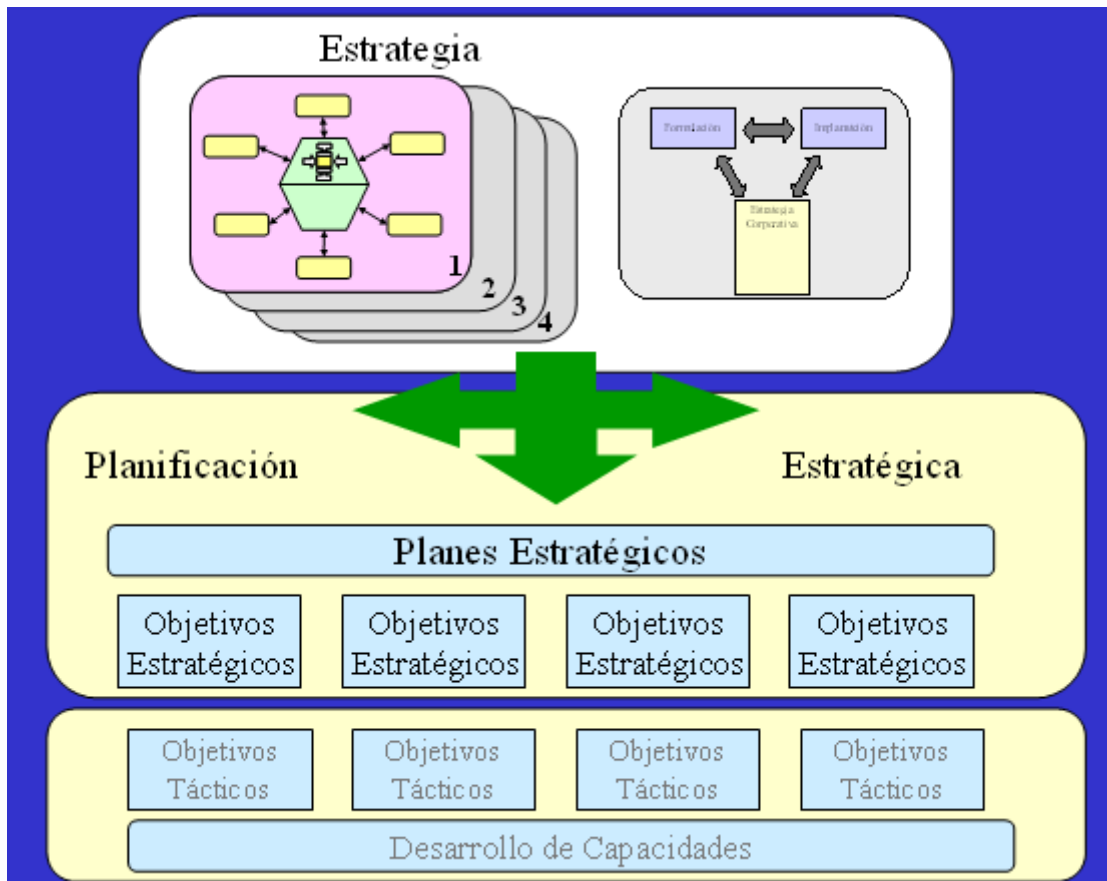 Estrategia
1
2
3
4
Formulación
Implantación
Estrategia
Corporativa
Planificación
Estratégica
Planes Estratégicos
Objetivos
Estratégicos
Objetivos
Estratégicos
Objetivos
Estratégicos
Objetivos
Estratégicos
Objetivos
Tácticos
Objetivos
Tácticos
Objetivos
Tácticos
Objetivos
Tácticos
Desarrollo de Capacidades